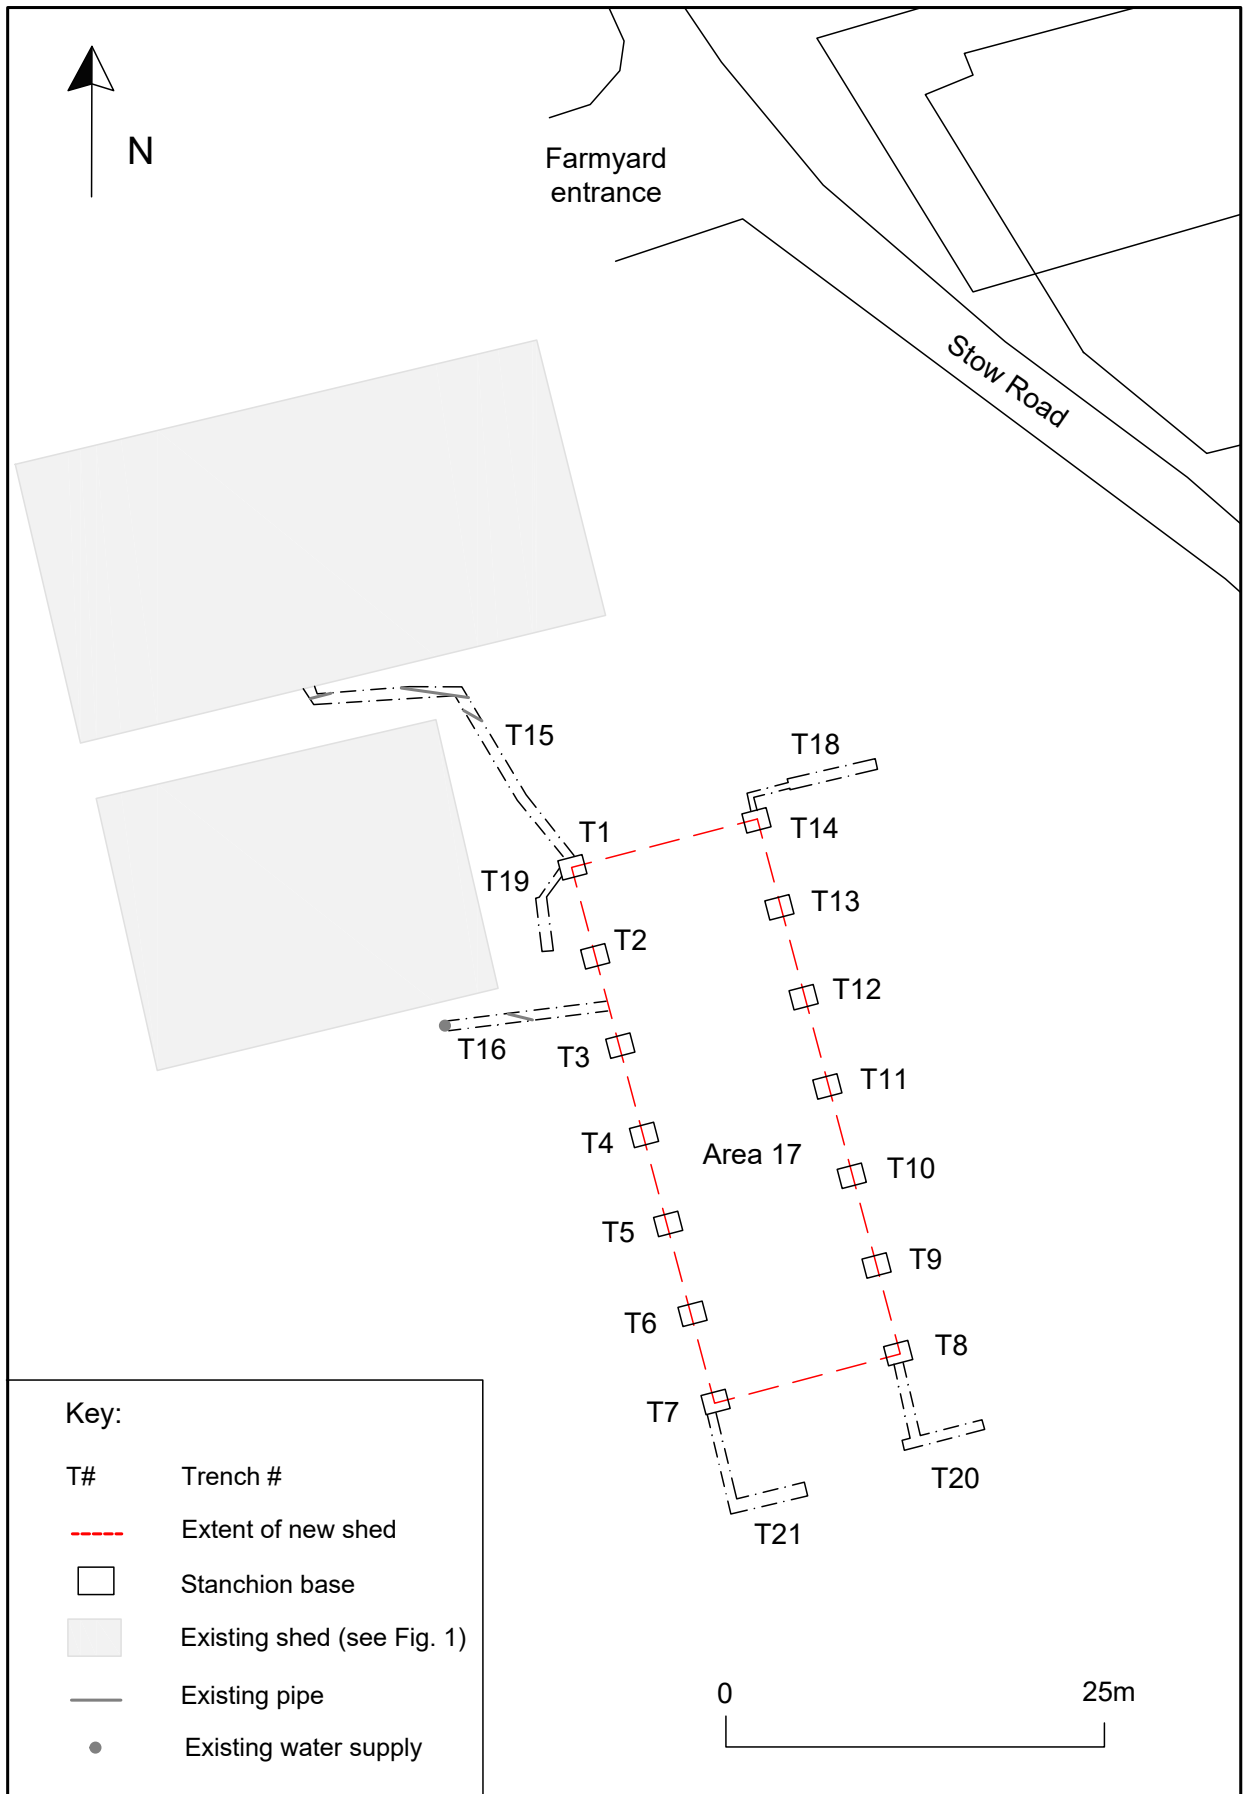 N
Farmyard
entrance
Stow Road
T15
T18
T1
T14
T19
T13
T2
T12
T16
T3
T11
T4
Area 17
T10
T5
T9
T6
T8
T7
T20
T21
Key:
T# Trench #
Extent of new shed
Stanchion base
Existing shed (see Fig. 1)
Existing pipe
Existing water supply
0 25m